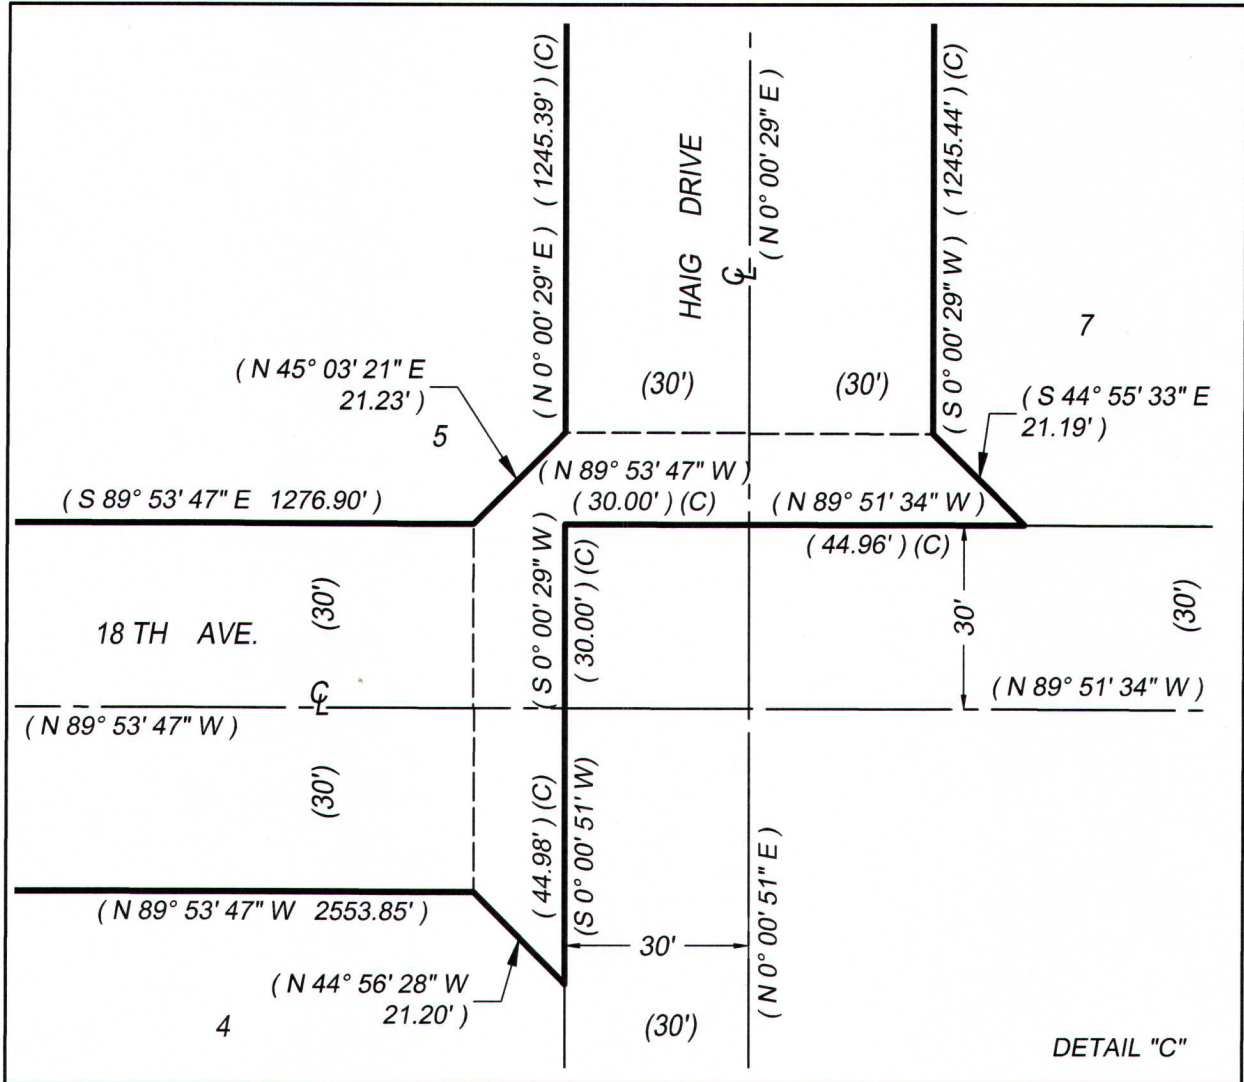 ( N 0° 00' 29" E ) ( 1245.39' ) (C)
HAIG DRIVE
℄
( N 0° 00' 29" E )
( S 0° 00' 29" W ) ( 1245.44' ) (C)
7
( N 45° 03' 21" E
21.23' )
5
(30')
(30')
( S 44° 55' 33" E
21.19' )
( S 89° 53' 47" E 1276.90' )
( N 89° 53' 47" W )
( 30.00' ) (C)
( N 89° 51' 34" W )
( 44.96' ) (C)
( S 0° 00' 29" W )
( 30.00' ) (C)
18 TH AVE.
(30')
30'
(30')
℄
( N 89° 53' 47" W )
( N 89° 51' 34" W )
(30')
( 44.98' ) (C)
(S 0° 00' 51" W)
( N 0° 00' 51" E )
( N 89° 53' 47" W 2553.85' )
30'
( N 44° 56' 28" W
21.20' )
4
(30')
DETAIL "C"